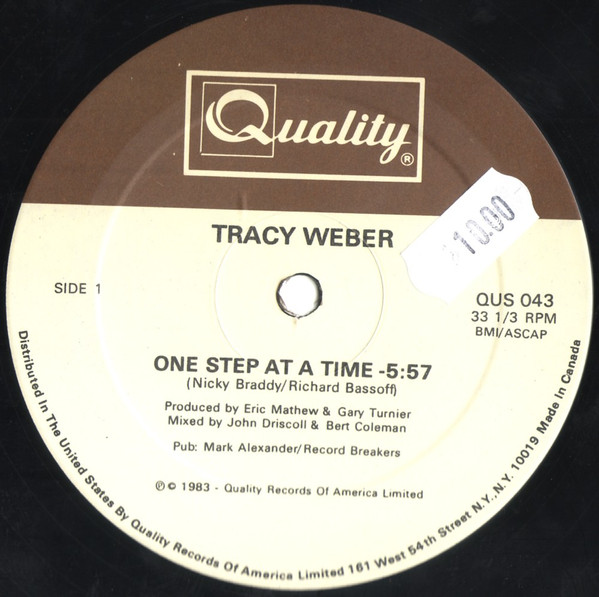 Quality®
TRACY WEBER
$10.00
SIDE 1
QUS 043
33 1/3 RPM
BMI/ASCAP
ONE STEP AT A TIME -5:57
(Nicky Braddy/Richard Bassoff)
Produced by Eric Mathew & Gary Turnier
Mixed by John Driscoll & Bert Coleman
Pub: Mark Alexander/Record Breakers
℗© 1983 - Quality Records Of America Limited
Distributed In The United States By Quality Records Of America Limited 161 West 54th Street N.Y., N.Y. 10019 Made In Canada